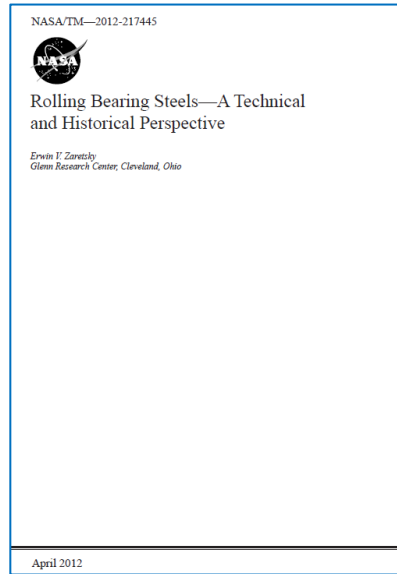 NASA/TM—2012-217445
NASA
Rolling Bearing Steels—A Technical
and Historical Perspective
Erwin V. Zaretsky
Glenn Research Center, Cleveland, Ohio
April 2012